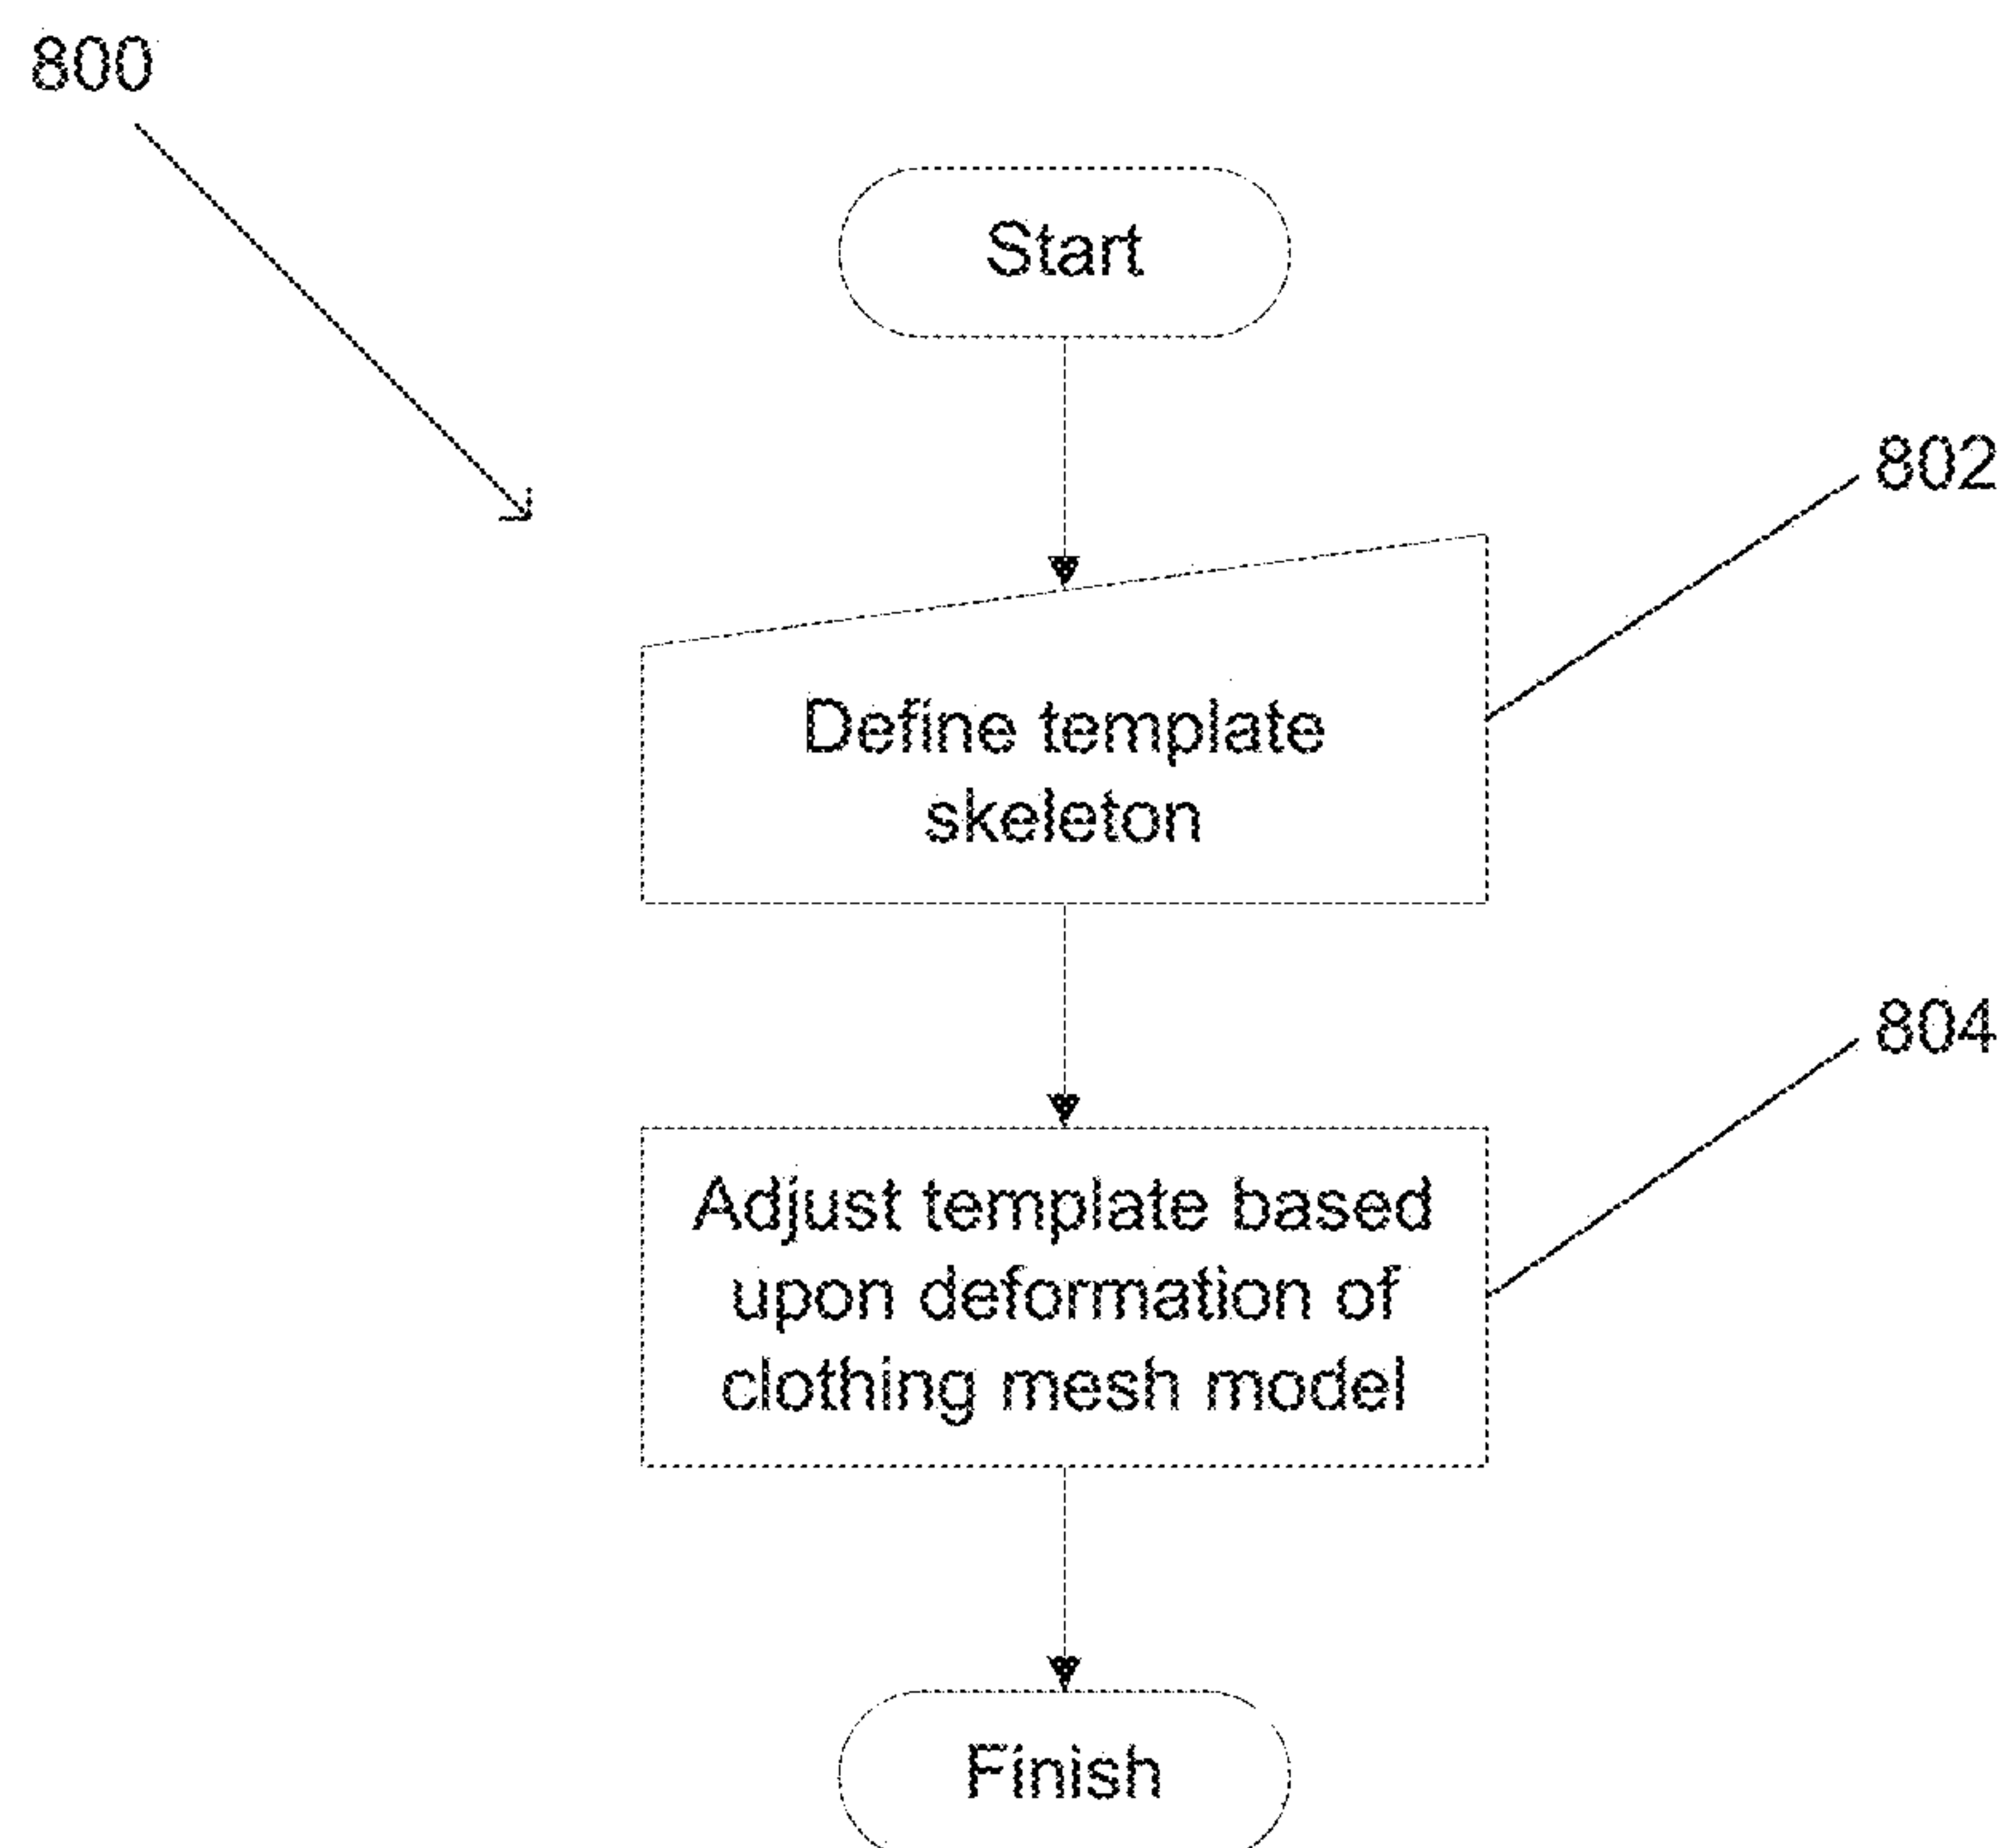 800
Start
802
Define template
skeleton
804
Adjust template based
upon deformation of
clothing mesh model
Finish